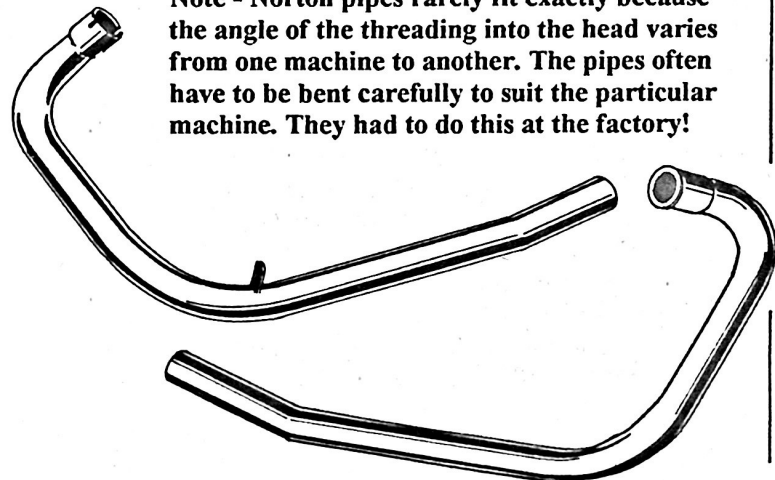 Note - Norton pipes rarely fit exactly because
the angle of the threading into the head varies
from one machine to another. The pipes often
have to be bent carefully to suit the particular
machine. They had to do this at the factory!